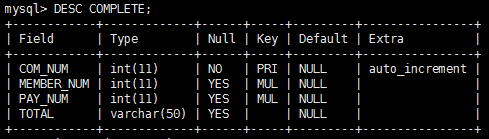 mysql> DESC COMPLETE;
+------------+-------------+------+-----+---------+----------------+
| Field      | Type        | Null | Key | Default | Extra          |
+------------+-------------+------+-----+---------+----------------+
| COM_NUM    | int(11)     | NO   | PRI | NULL    | auto_increment |
| MEMBER_NUM | int(11)     | YES  | MUL | NULL    |                |
| PAY_NUM    | int(11)     | YES  | MUL | NULL    |                |
| TOTAL      | varchar(50) | YES  |     | NULL    |                |
+------------+-------------+------+-----+---------+----------------+